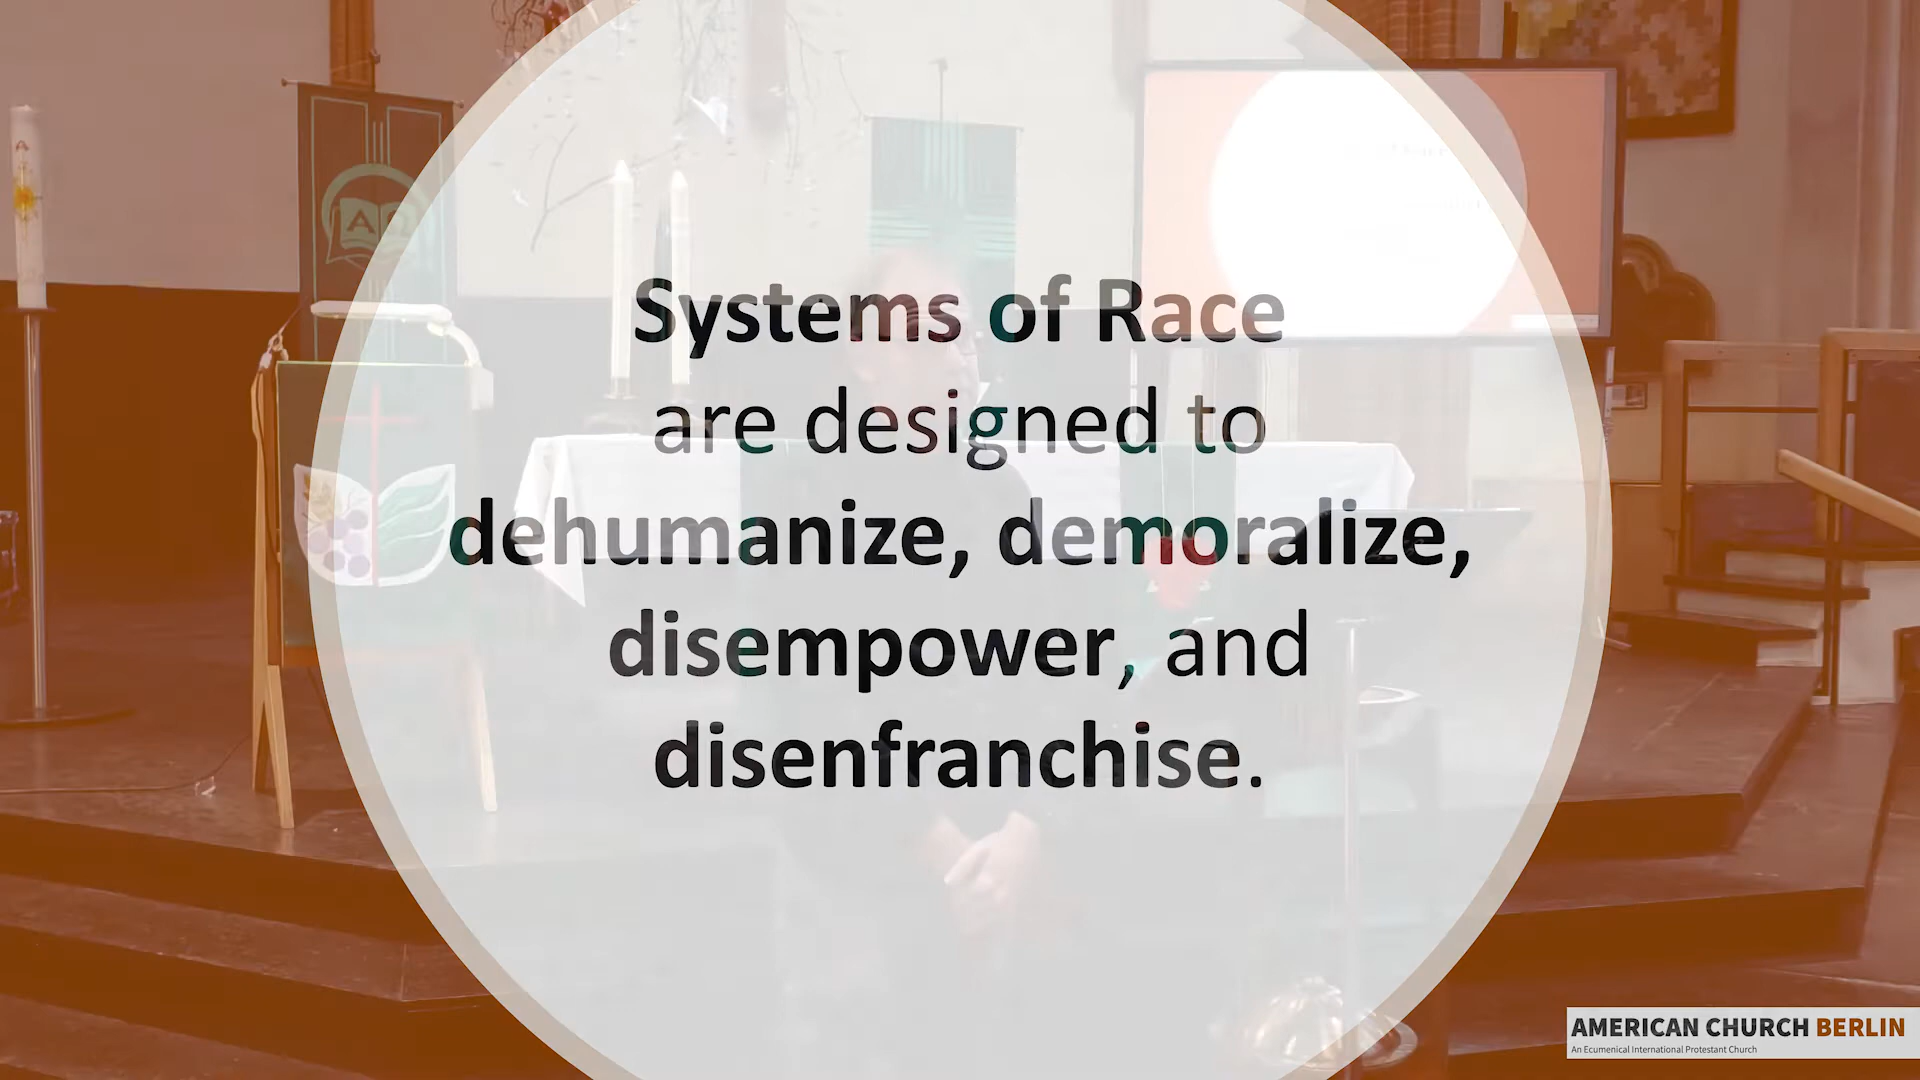 Systems of Race
are designed to
dehumanize, demoralize,
disempower, and
disenfranchise.
AMERICAN CHURCH BERLIN
An Ecumenical International Protestant Church